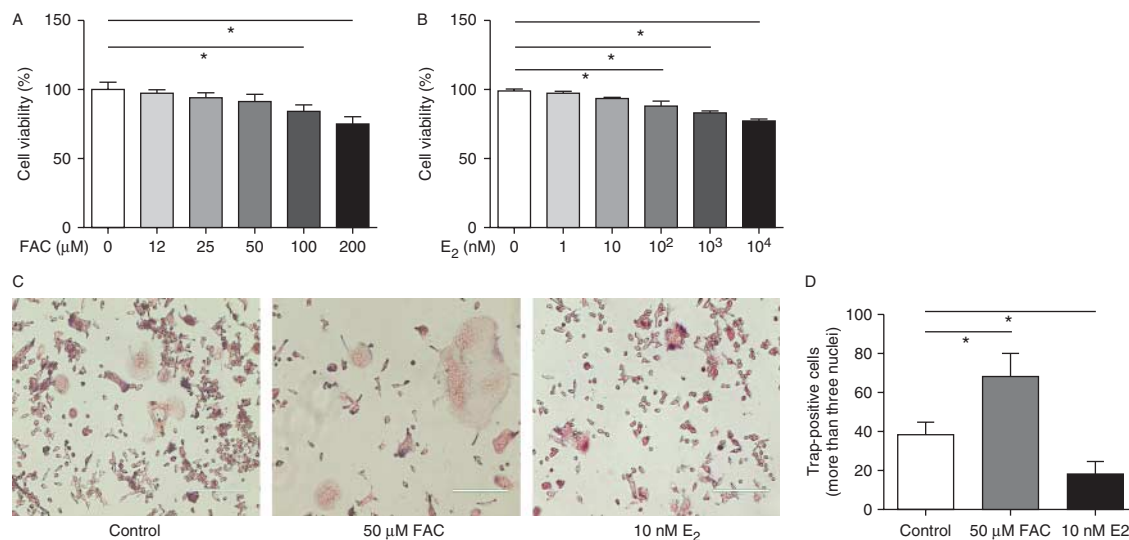 A
150
100
50
0
Cell viability (%)
*
*
FAC (μM) 0 12 25 50 100 200
B
150
100
50
0
Cell viability (%)
*
*
*
E₂ (nM) 0 1 10 10² 10³ 10⁴
C
Control 50 μM FAC 10 nM E₂
D
100
80
60
40
20
0
Trap-positive cells
(more than three nuclei)
*
*
Control 50 μM FAC 10 nM E2